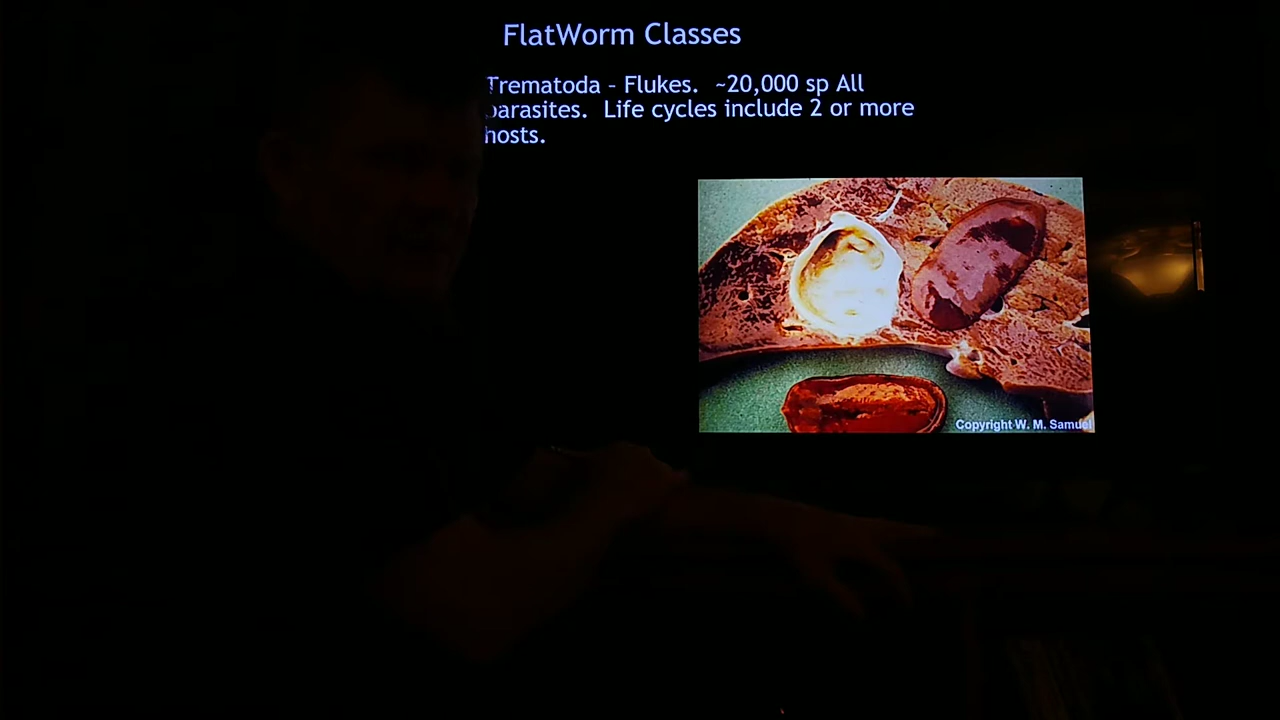 FlatWorm Classes
Trematoda – Flukes. ~20,000 sp All
parasites. Life cycles include 2 or more
hosts.
Copyright W. M. Samuel